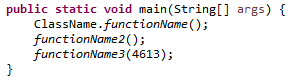 public static void main(String[] args) {
    ClassName.functionName();
    functionName2();
    functionName3(4613);
}